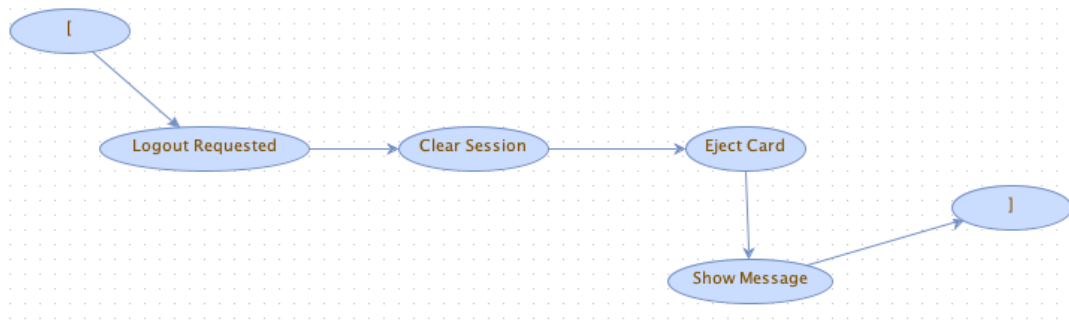 [
Logout Requested
Clear Session
Eject Card
]
Show Message